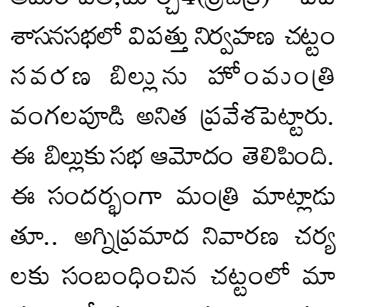 శాసనసభలో విపత్తు నిర్వహణ చట్టం
సవరణ బిల్లును హోంమంత్రి
వంగలపూడి అనిత ప్రవేశపెట్టారు.
ఈ బిల్లుకు సభ ఆమోదం తెలిపింది.
ఈ సందర్భంగా మంత్రి మాట్లాడు
తూ.. అగ్నిప్రమాద నివారణ చర్య
లకు సంబంధించిన చట్టంలో మా